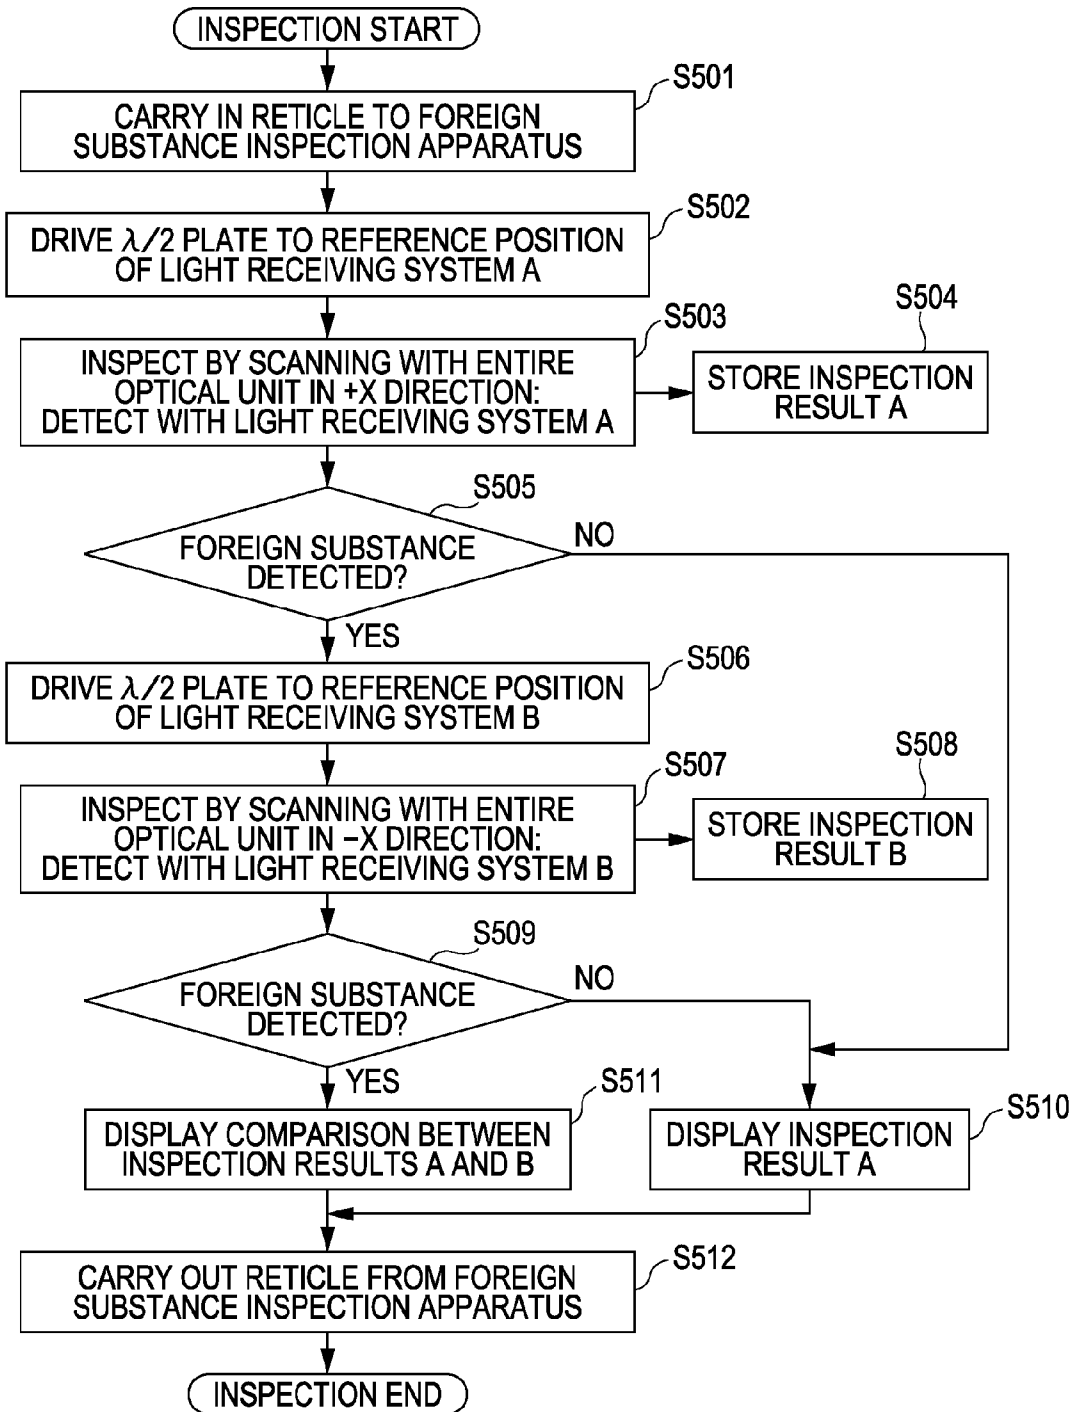 INSPECTION START
S501
CARRY IN RETICLE TO FOREIGN
SUBSTANCE INSPECTION APPARATUS
S502
DRIVE λ/2 PLATE TO REFERENCE POSITION
OF LIGHT RECEIVING SYSTEM A
S503
INSPECT BY SCANNING WITH ENTIRE
OPTICAL UNIT IN +X DIRECTION:
DETECT WITH LIGHT RECEIVING SYSTEM A
S504
STORE INSPECTION
RESULT A
S505
FOREIGN SUBSTANCE
DETECTED?
NO
YES
S506
DRIVE λ/2 PLATE TO REFERENCE POSITION
OF LIGHT RECEIVING SYSTEM B
S507
INSPECT BY SCANNING WITH ENTIRE
OPTICAL UNIT IN −X DIRECTION:
DETECT WITH LIGHT RECEIVING SYSTEM B
S508
STORE INSPECTION
RESULT B
S509
FOREIGN SUBSTANCE
DETECTED?
NO
YES
S511
DISPLAY COMPARISON BETWEEN
INSPECTION RESULTS A AND B
S510
DISPLAY INSPECTION
RESULT A
S512
CARRY OUT RETICLE FROM FOREIGN
SUBSTANCE INSPECTION APPARATUS
INSPECTION END